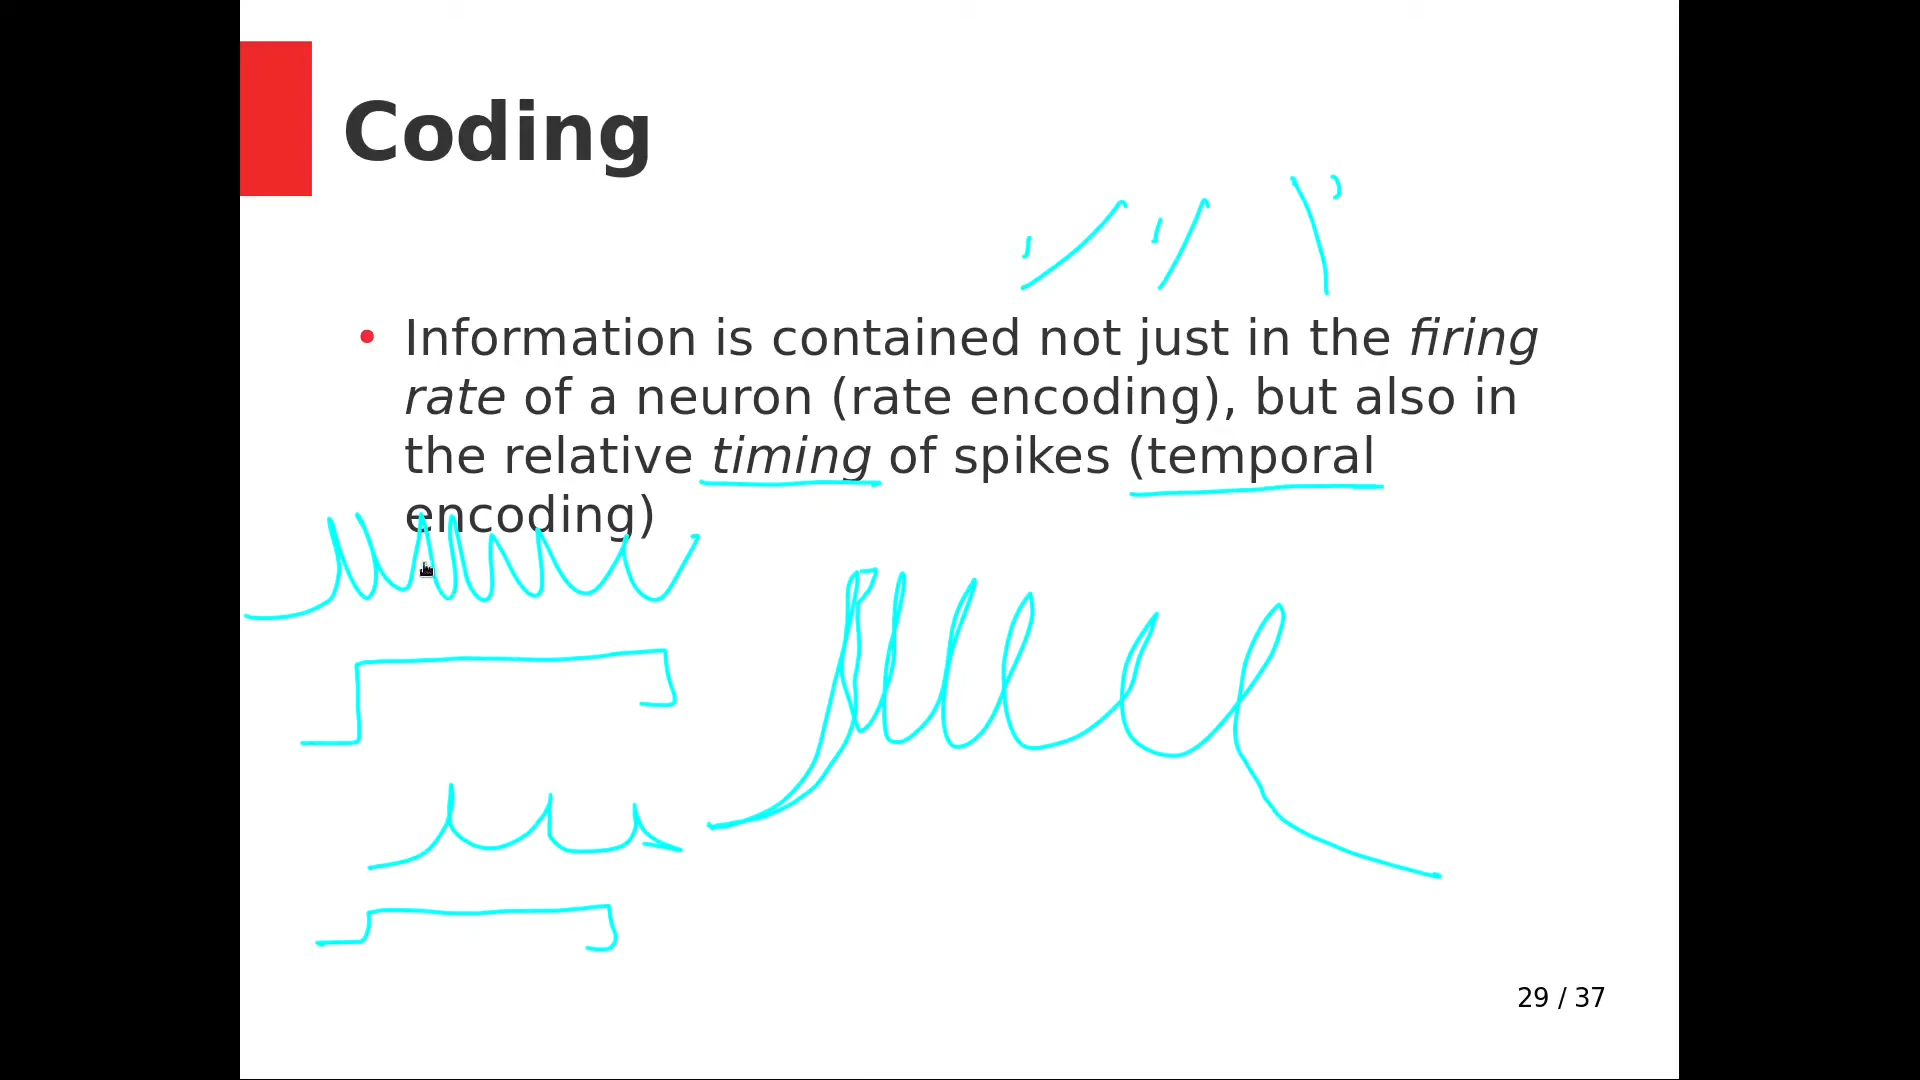 Coding
• Information is contained not just in the firing
rate of a neuron (rate encoding), but also in
the relative timing of spikes (temporal
encoding)
29 / 37